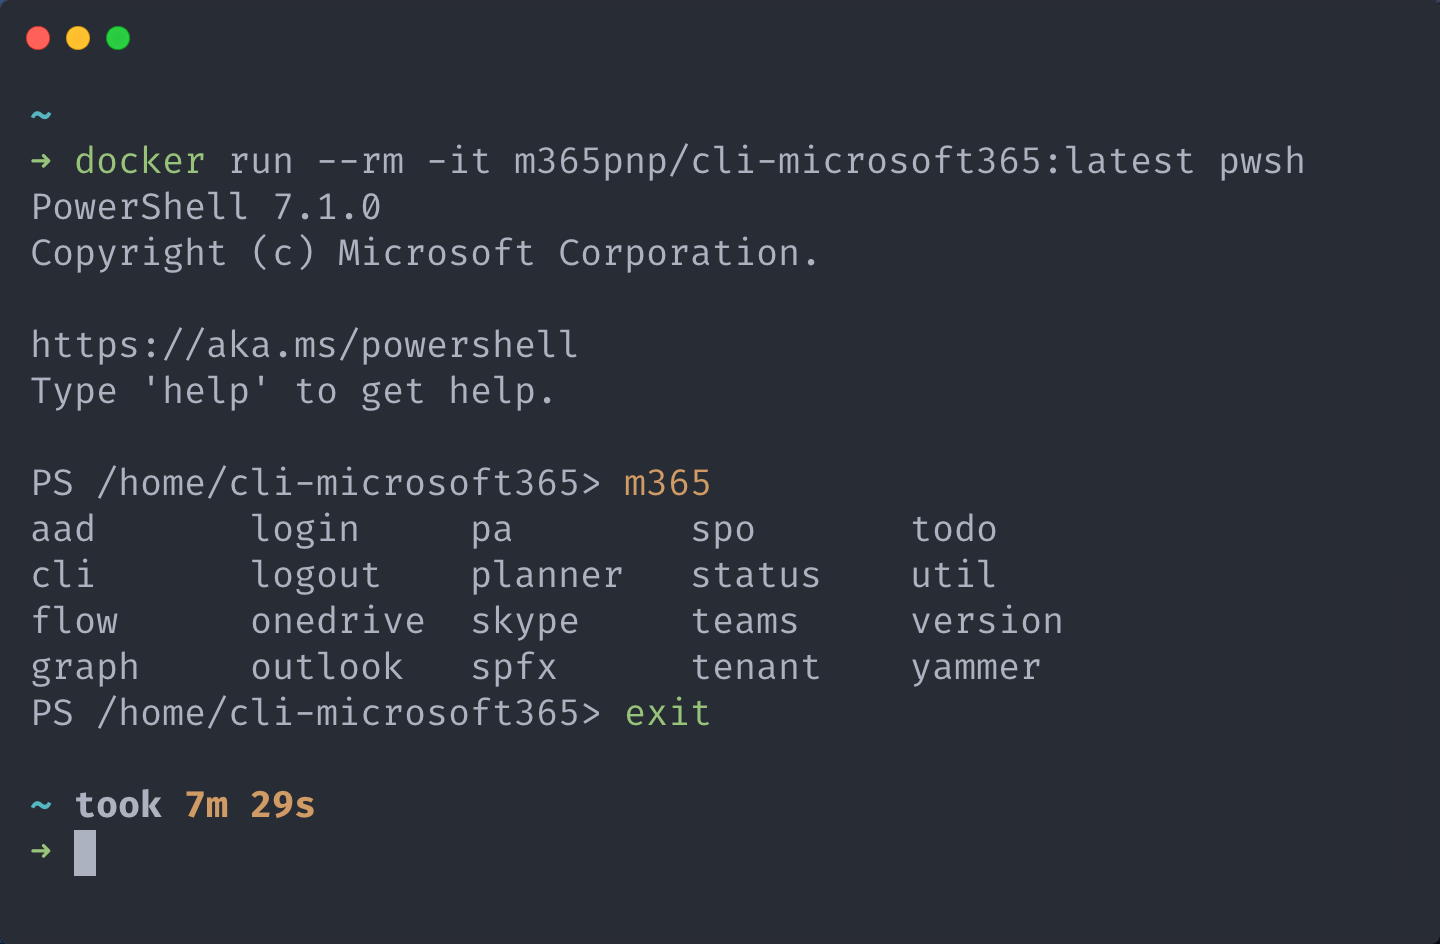 ~
➜ docker run --rm -it m365pnp/cli-microsoft365:latest pwsh
PowerShell 7.1.0
Copyright (c) Microsoft Corporation.
https://aka.ms/powershell
Type 'help' to get help.
PS /home/cli-microsoft365> m365
aad login pa spo todo
cli logout planner status util
flow onedrive skype teams version
graph outlook spfx tenant yammer
PS /home/cli-microsoft365> exit
~ took 7m 29s
➜